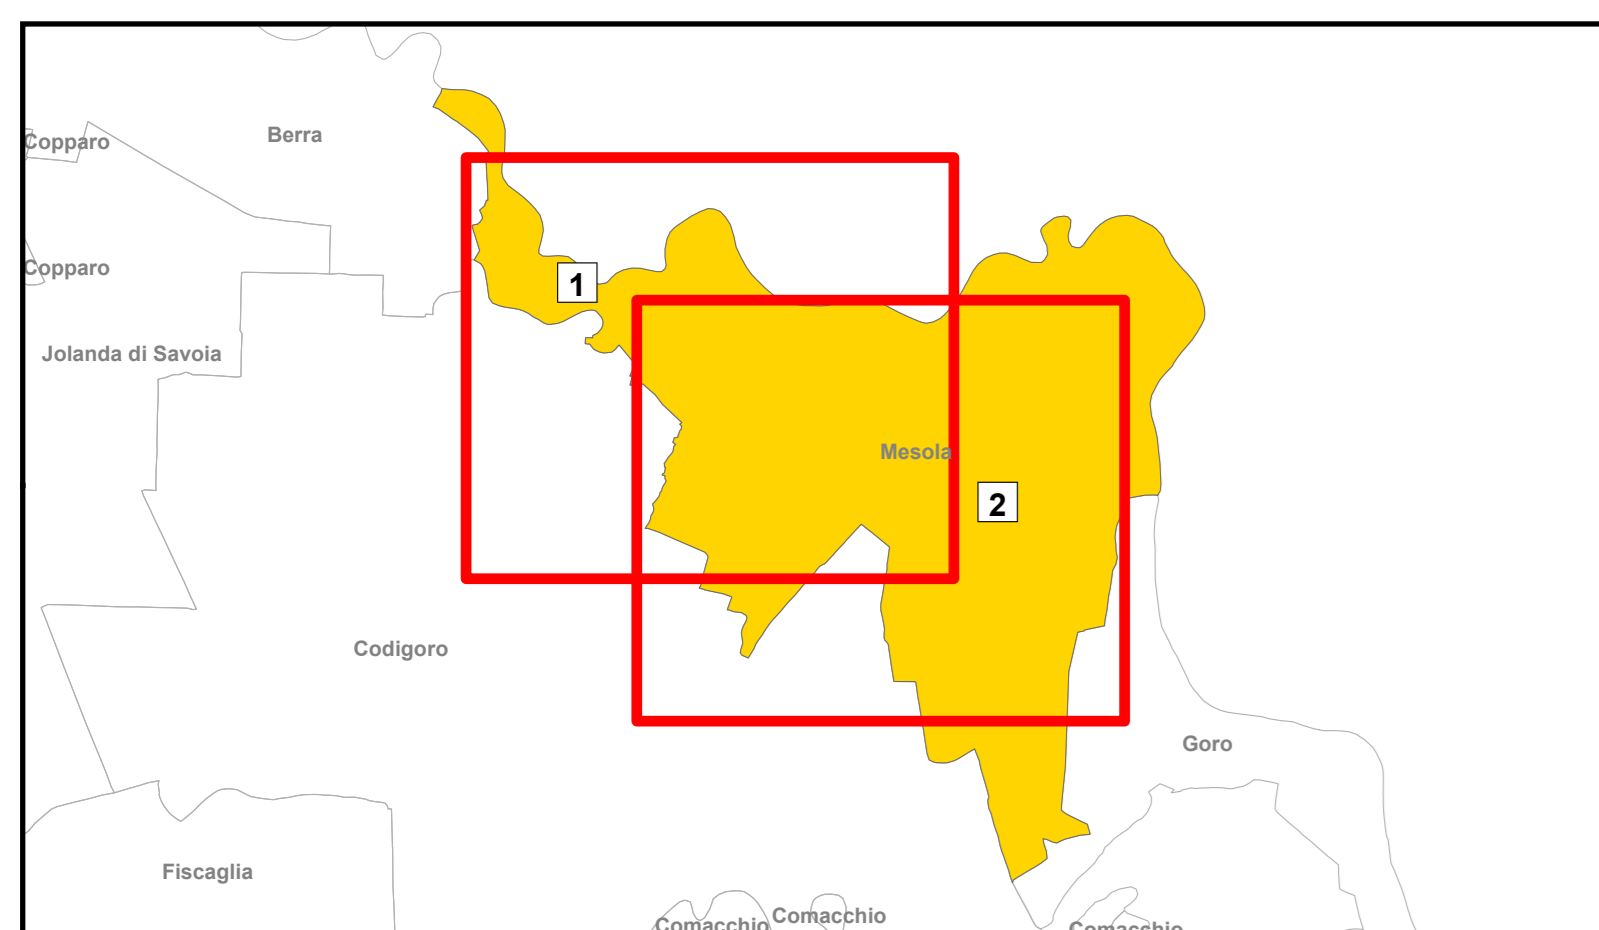 Berra
Copparo
Copparo
1
Jolanda di Savoia
Mesola
2
Codigoro
Goro
Fiscaglia
Comacchio
Comacchio
Comacchio